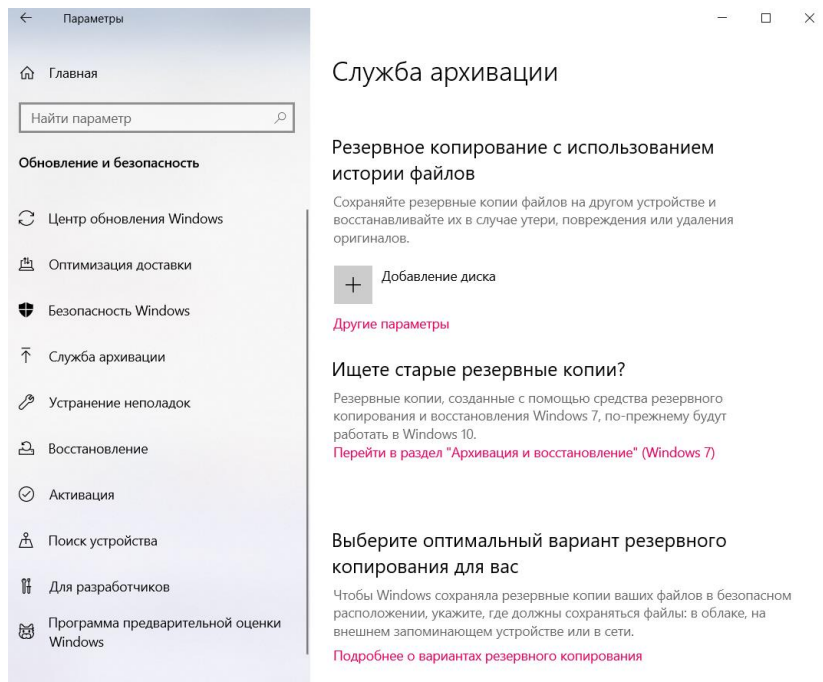 Параметры
Главная
Найти параметр
Обновление и безопасность
Центр обновления Windows
Оптимизация доставки
Безопасность Windows
Служба архивации
Устранение неполадок
Восстановление
Активация
Поиск устройства
Для разработчиков
Программа предварительной оценки
Windows
Служба архивации
Резервное копирование с использованием
истории файлов
Сохраняйте резервные копии файлов на другом устройстве и
восстанавливайте их в случае утери, повреждения или удаления
оригиналов.
Добавление диска
Другие параметры
Ищете старые резервные копии?
Резервные копии, созданные с помощью средства резервного
копирования и восстановления Windows 7, по-прежнему будут
работать в Windows 10.
Перейти в раздел "Архивация и восстановление" (Windows 7)
Выберите оптимальный вариант резервного
копирования для вас
Чтобы Windows сохраняла резервные копии ваших файлов в безопасном
расположении, укажите, где должны сохраняться файлы: в облаке, на
внешнем запоминающем устройстве или в сети.
Подробнее о вариантах резервного копирования